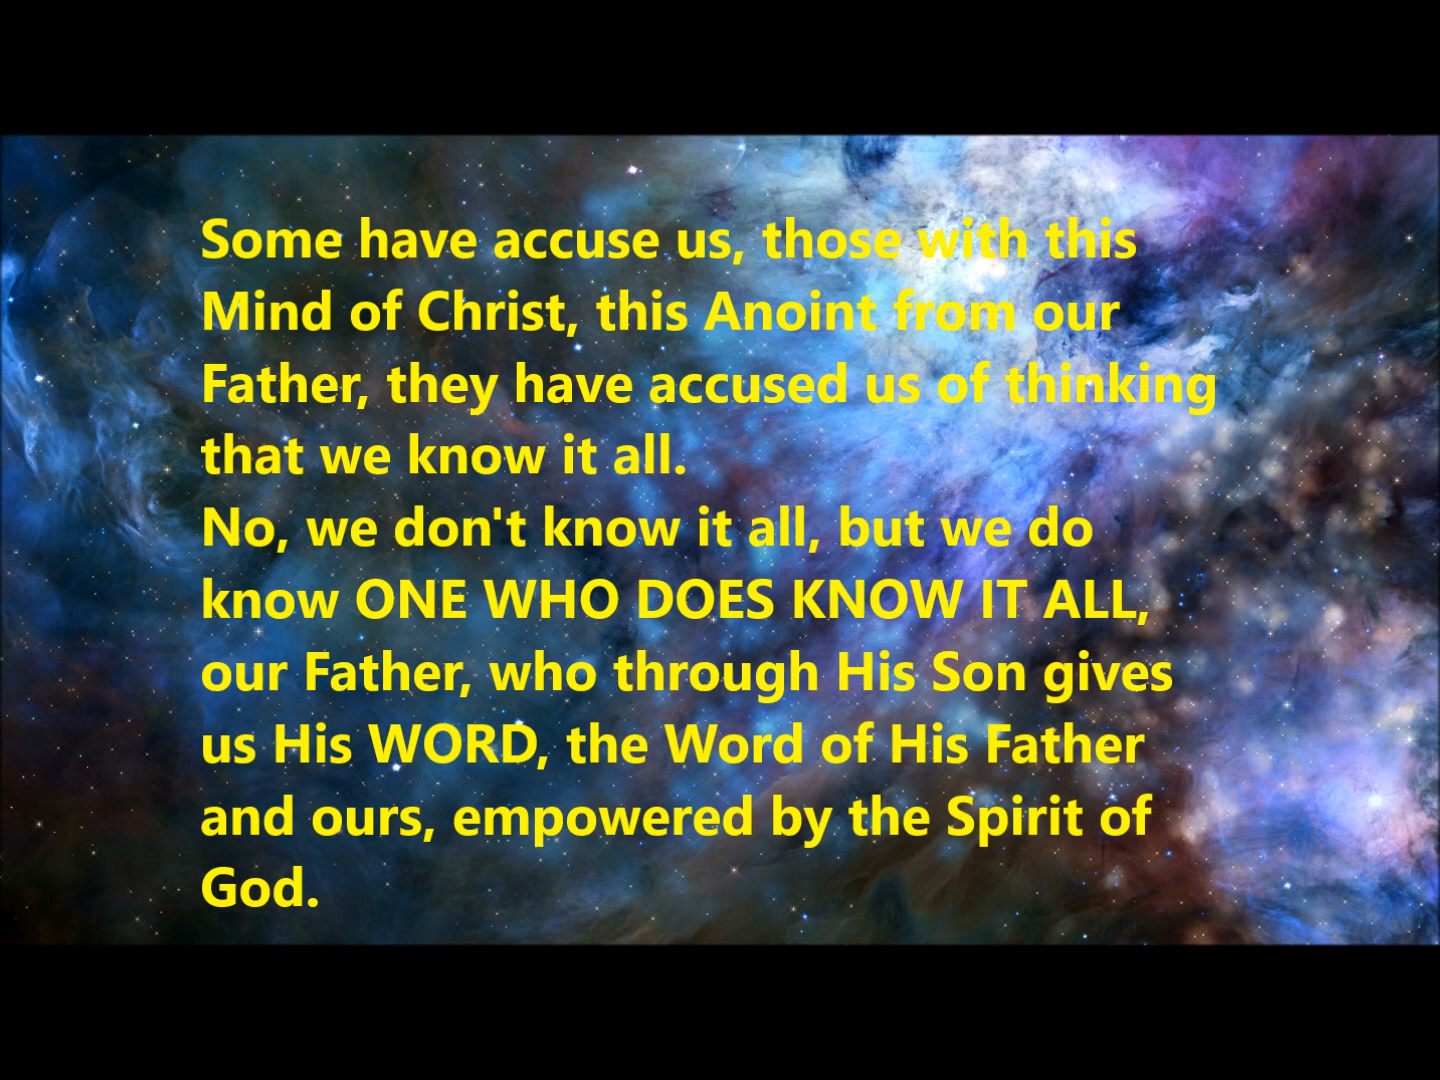 Some have accuse us, those with this
Mind of Christ, this Anoint from our
Father, they have accused us of thinking
that we know it all.
No, we don't know it all, but we do
know ONE WHO DOES KNOW IT ALL,
our Father, who through His Son gives
us His WORD, the Word of His Father
and ours, empowered by the Spirit of
God.